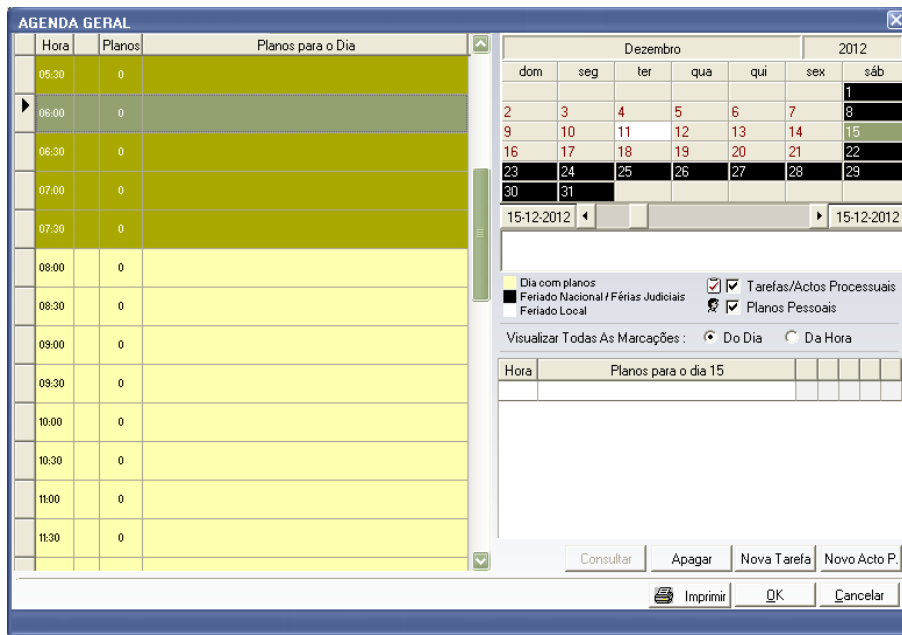 AGENDA GERAL
Hora Planos Planos para o Dia
05:30 0
06:00 0
06:30 0
07:00 0
07:30 0
08:00 0
08:30 0
09:00 0
09:30 0
10:00 0
10:30 0
11:00 0
11:30 0
Dezembro 2012
dom seg ter qua qui sex sáb
1
2 3 4 5 6 7 8
9 10 11 12 13 14 15
16 17 18 19 20 21 22
23 24 25 26 27 28 29
30 31
15-12-2012 15-12-2012
Dia com planos
Feriado Nacional / Férias Judiciais
Feriado Local
Tarefas/Actos Processuais
Planos Pessoais
Visualizar Todas As Marcações : Do Dia Da Hora
Hora Planos para o dia 15
Consultar Apagar Nova Tarefa Novo Acto P.
Imprimir OK Cancelar